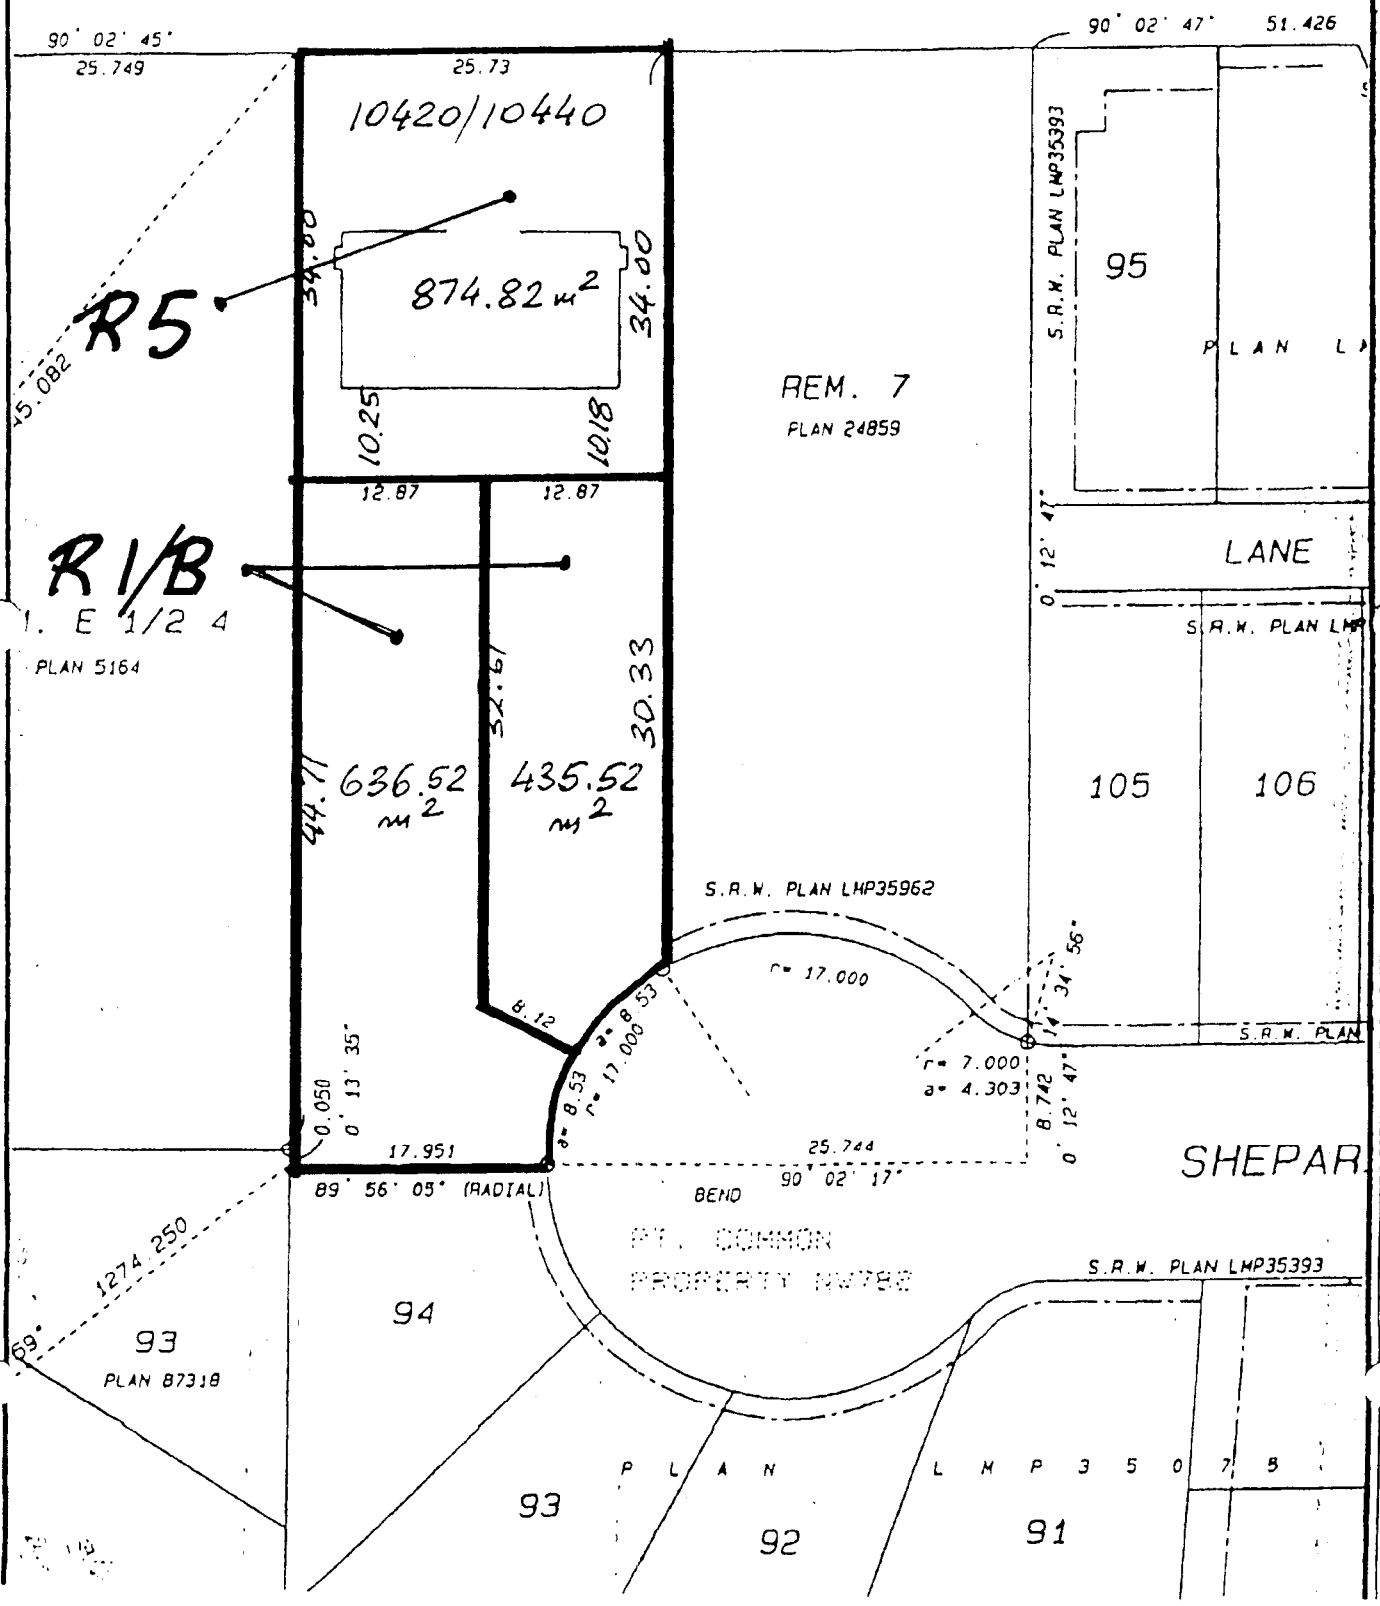 90° 02' 45"
25.749
25.73
90° 02' 47"
51.426
10420/10440
S.R.W. PLAN LMP35393
34.00
34.00
874.82 m²
95
R5
PLAN
45.082
REM. 7
PLAN 24859
10.25
10.18
12.87
12.87
0° 12' 47"
LANE
R1/B
E 1/2 4
PLAN 5164
S.R.W. PLAN LMP
32.61
30.33
44.71
636.52
m²
435.52
m²
105
106
S.R.W. PLAN LMP35962
r= 17.000
14° 34' 56"
8.12
a= 8.53
r= 17.000
a= 8.53
S.R.W. PLAN
r= 7.000
a= 4.303
8.742
0° 12' 47"
0.050
0° 13' 35"
17.951
89° 56' 05" (RADIAL)
25.744
90° 02' 17"
BEND
SHEPAR
PT. COMMON
PROPERTY NW782
1274.250
S.R.W. PLAN LMP35393
94
69"
93
PLAN 87318
PLAN LMP35078
93
92
91